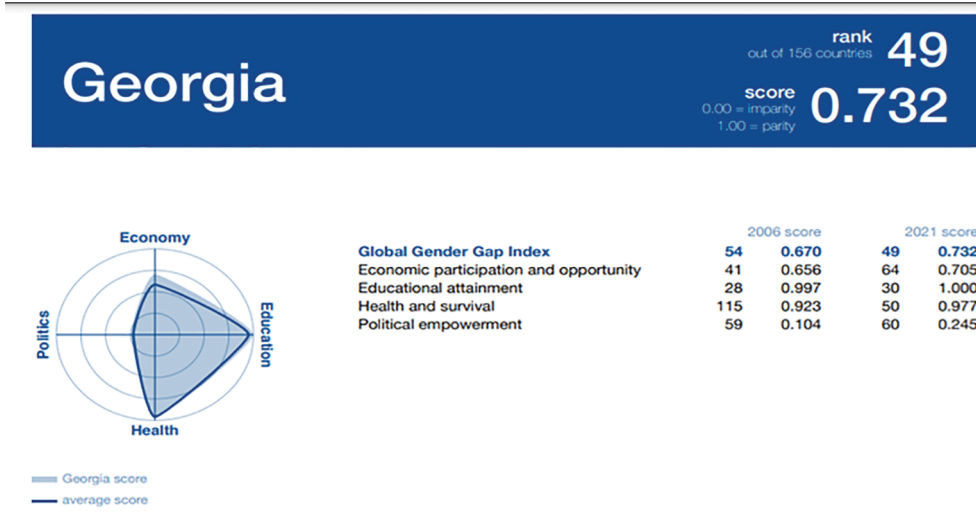 Georgia
rank
out of 156 countries
49
score
0.00 = imparity
1.00 = parity
0.732
Economy
Education
Health
Politics
Georgia score
average score
2006 score 2021 score
Global Gender Gap Index 54 0.670 49 0.732
Economic participation and opportunity 41 0.656 64 0.705
Educational attainment 28 0.997 30 1.000
Health and survival 115 0.923 50 0.977
Political empowerment 59 0.104 60 0.245